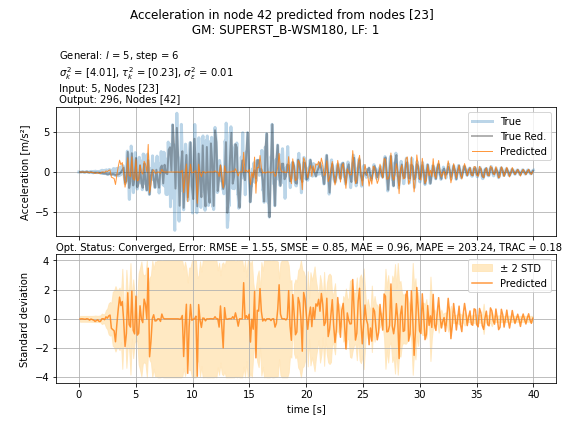 Acceleration in node 42 predicted from nodes [23]
GM: SUPERST_B-WSM180, LF: 1
General: l = 5, step = 6
σ²ₖ = [4.01], τ²ₖ = [0.23], σ²ₜ = 0.01
Input: 5, Nodes [23]
Output: 296, Nodes [42]
True
True Red.
Predicted
Acceleration [m/s²]
5
0
−5
Opt. Status: Converged, Error: RMSE = 1.55, SMSE = 0.85, MAE = 0.96, MAPE = 203.24, TRAC = 0.18
± 2 STD
Predicted
Standard deviation
4
2
0
−2
−4
0 5 10 15 20 25 30 35 40
time [s]